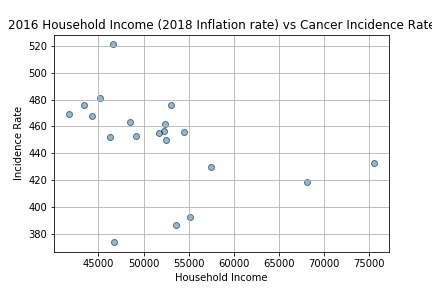 2016 Household Income (2018 Inflation rate) vs Cancer Incidence Rate
520
500
480
460
440
420
400
380
Incidence Rate
45000 50000 55000 60000 65000 70000 75000
Household Income